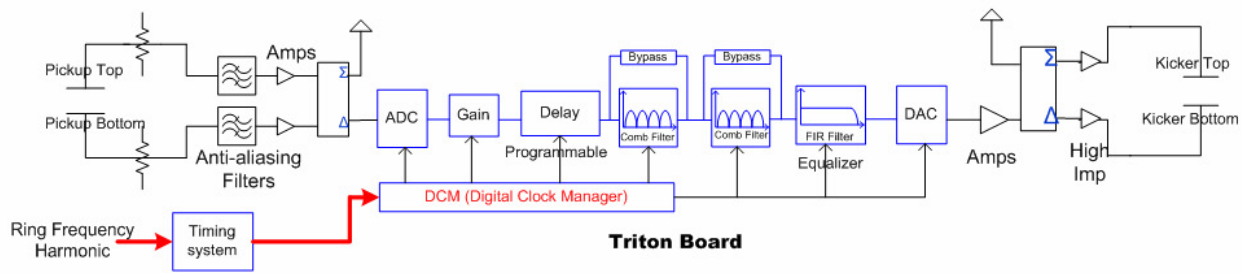 Pickup Top
Pickup Bottom
Amps
Anti-aliasing
Filters
Σ
Δ
ADC
Gain
Delay
Programmable
Bypass
Comb Filter
Bypass
Comb Filter
FIR Filter
Equalizer
DAC
Amps
Σ
Δ
High
Imp
Kicker Top
Kicker Bottom
DCM (Digital Clock Manager)
Ring Frequency
Harmonic
Timing
system
Triton Board